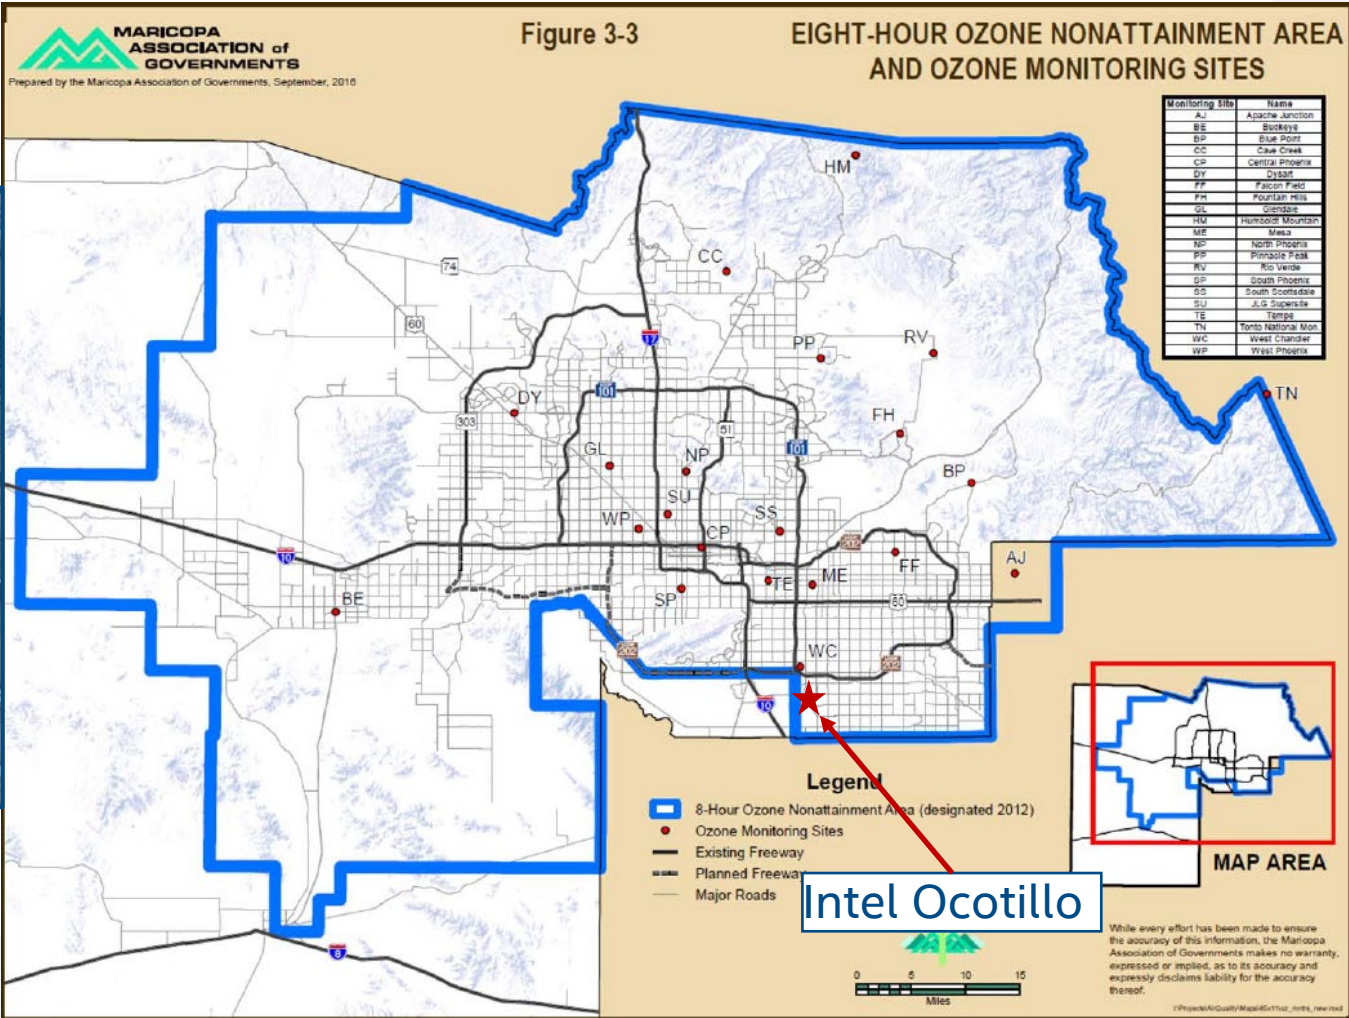 MARICOPA
ASSOCIATION of
GOVERNMENTS
Prepared by the Maricopa Association of Governments, September, 2016
Figure 3-3
EIGHT-HOUR OZONE NONATTAINMENT AREA
AND OZONE MONITORING SITES
Monitoring Site Name
AJ Apache Junction
BE Buckeye
BP Blue Point
CC Cave Creek
CP Central Phoenix
DY Dysart
FF Falcon Field
FH Fountain Hills
GL Glendale
HM Humboldt Mountain
ME Mesa
NP North Phoenix
PP Pinnacle Peak
RV Rio Verde
SP South Phoenix
SS South Scottsdale
SU JLG Supersite
TE Tempe
TN Tonto National Mon.
WC West Chandler
WP West Phoenix
HM
CC
74
60
17
PP
RV
101
DY
TN
303
FH
51
101
GL
NP
BP
SU
WP
SS
CP
202
10
FF
AJ
TE
ME
BE
SP
60
202
WC
202
10
8
Legend
8-Hour Ozone Nonattainment Area (designated 2012)
Ozone Monitoring Sites
Existing Freeway
Planned Freeway
Major Roads
Intel Ocotillo
MAP AREA
0 5 10 15
Miles
While every effort has been made to ensure
the accuracy of this information, the Maricopa
Association of Governments makes no warranty,
expressed or implied, as to its accuracy and
expressly disclaims liability for the accuracy
thereof.